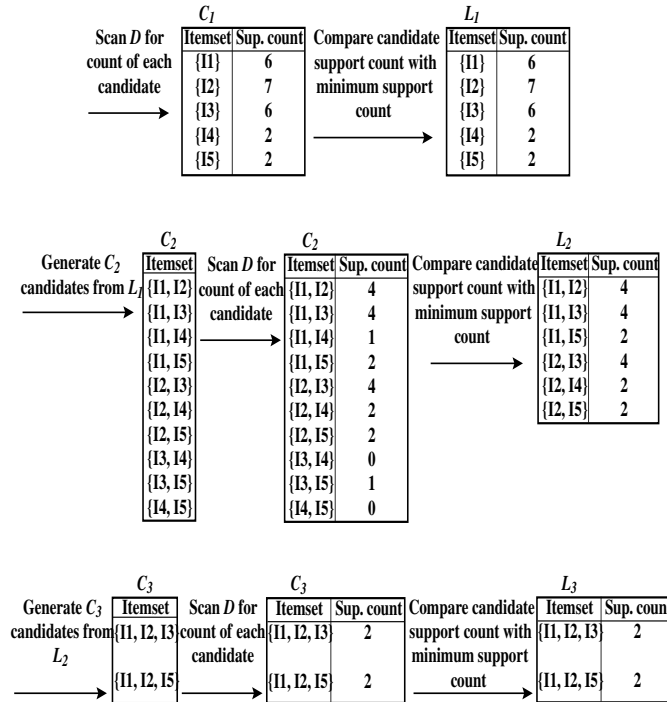 C1
L1
Scan D for count of each candidate
Itemset Sup. count
{I1} 6
{I2} 7
{I3} 6
{I4} 2
{I5} 2
Compare candidate support count with minimum support count
Itemset Sup. count
{I1} 6
{I2} 7
{I3} 6
{I4} 2
{I5} 2
Generate C2 candidates from L1
C2
Itemset
{I1, I2}
{I1, I3}
{I1, I4}
{I1, I5}
{I2, I3}
{I2, I4}
{I2, I5}
{I3, I4}
{I3, I5}
{I4, I5}
Scan D for count of each candidate
C2
Itemset Sup. count
{I1, I2} 4
{I1, I3} 4
{I1, I4} 1
{I1, I5} 2
{I2, I3} 4
{I2, I4} 2
{I2, I5} 2
{I3, I4} 0
{I3, I5} 1
{I4, I5} 0
Compare candidate support count with minimum support count
L2
Itemset Sup. count
{I1, I2} 4
{I1, I3} 4
{I1, I5} 2
{I2, I3} 4
{I2, I4} 2
{I2, I5} 2
Generate C3 candidates from L2
C3
Itemset
{I1, I2, I3}
{I1, I2, I5}
Scan D for count of each candidate
C3
Itemset Sup. count
{I1, I2, I3} 2
{I1, I2, I5} 2
Compare candidate support count with minimum support count
L3
Itemset Sup. count
{I1, I2, I3} 2
{I1, I2, I5} 2